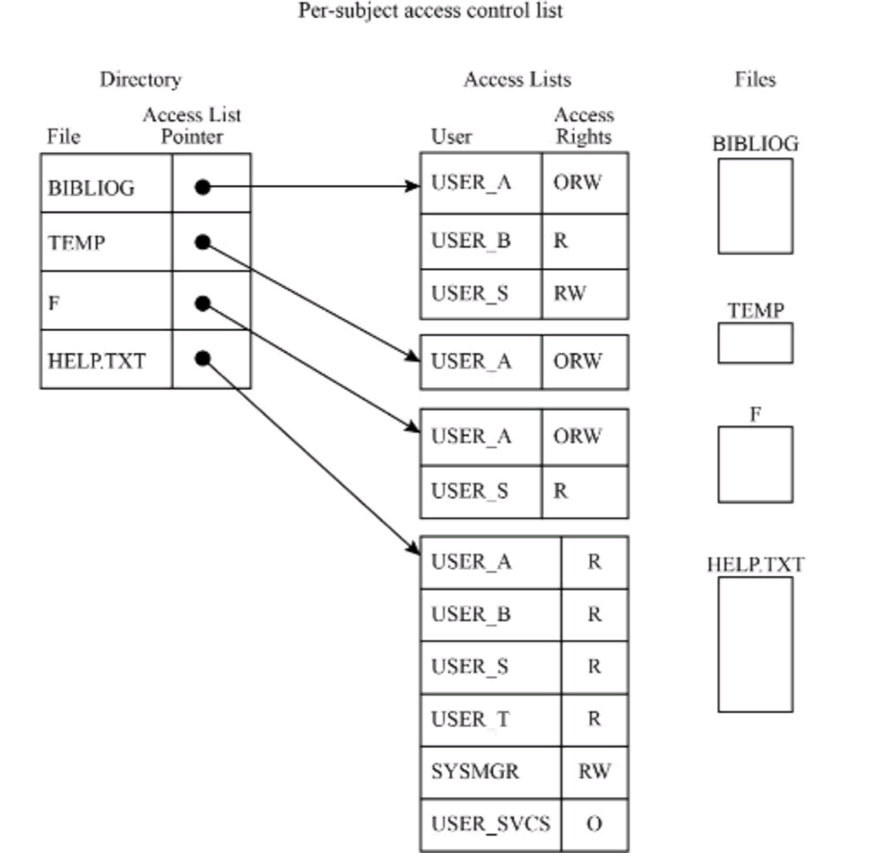 Per-subject access control list
Directory
Access Lists
Files
File
Access List
Pointer
User
Access
Rights
BIBLIOG
TEMP
F
HELP.TXT
USER_A ORW
USER_B R
USER_S RW
USER_A ORW
USER_A ORW
USER_S R
USER_A R
USER_B R
USER_S R
USER_T R
SYSMGR RW
USER_SVCS O
BIBLIOG
TEMP
F
HELP.TXT